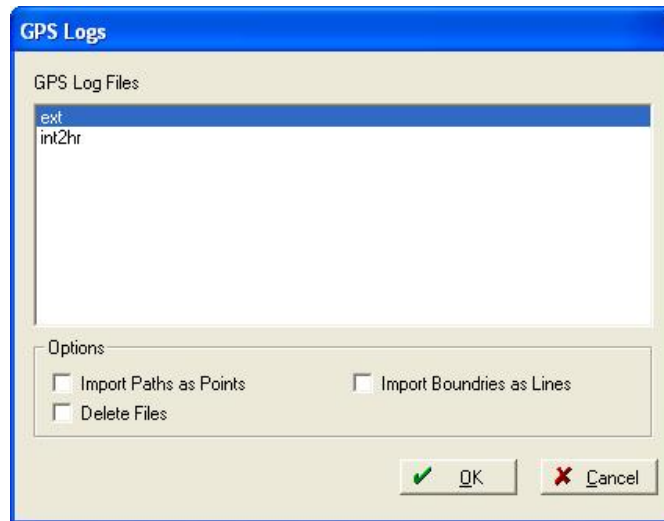 GPS Logs
GPS Log Files
ext
int2hr
Options
Import Paths as Points
Import Boundries as Lines
Delete Files
OK
Cancel